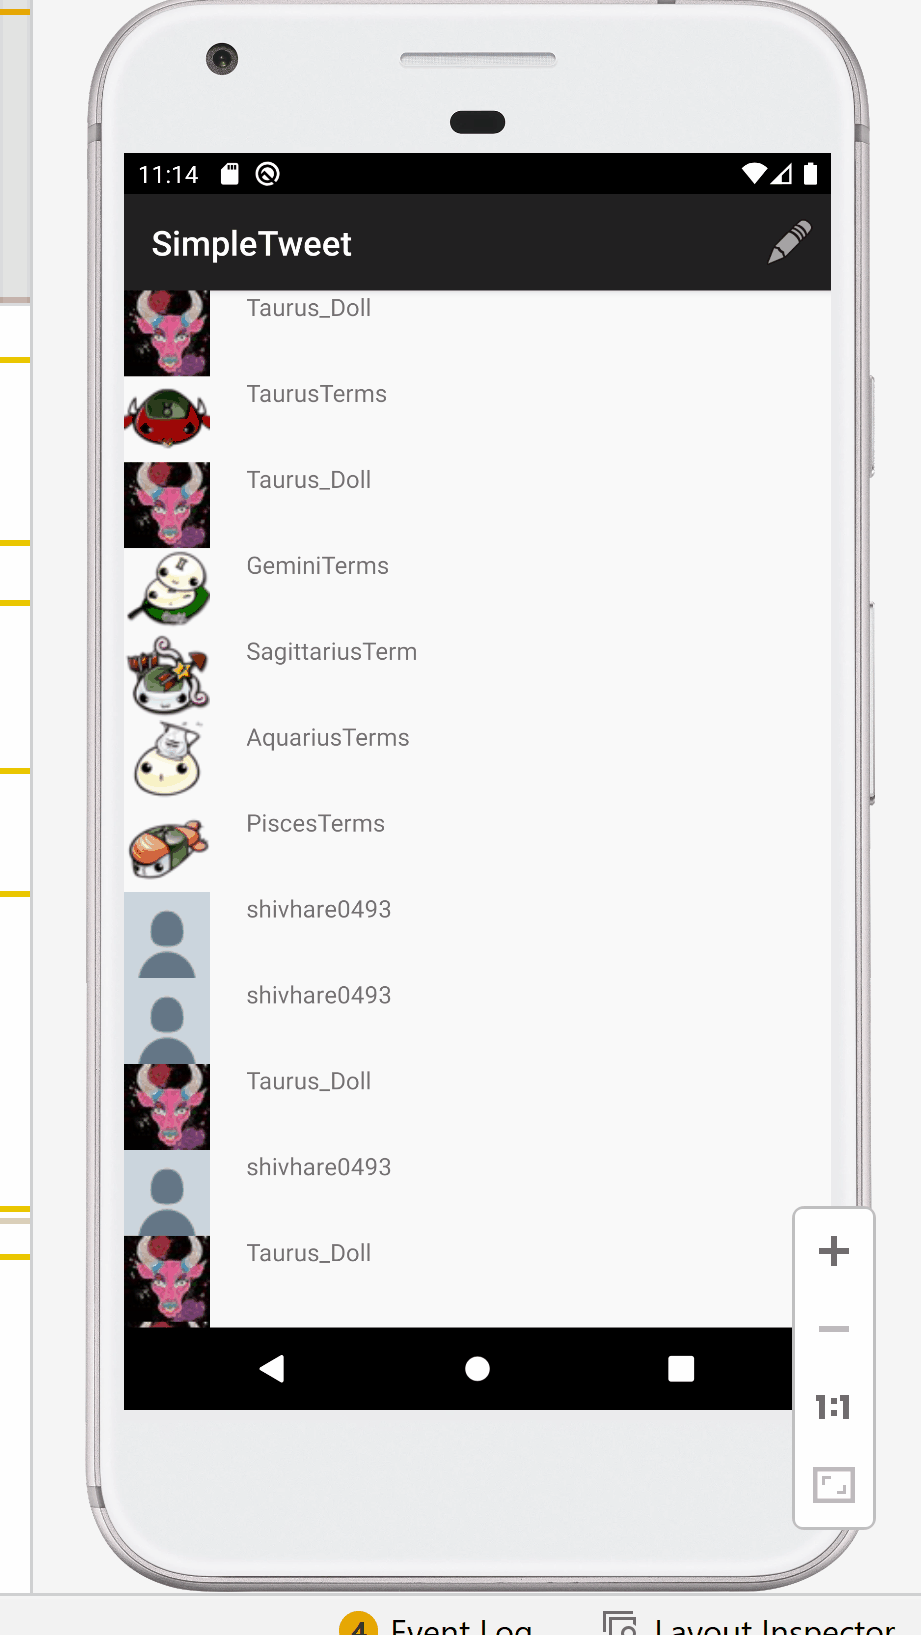 11:14
SimpleTweet
Taurus_Doll
TaurusTerms
Taurus_Doll
GeminiTerms
SagittariusTerm
AquariusTerms
PiscesTerms
shivhare0493
shivhare0493
Taurus_Doll
shivhare0493
Taurus_Doll
1:1
4 Event Log Layout Inspector